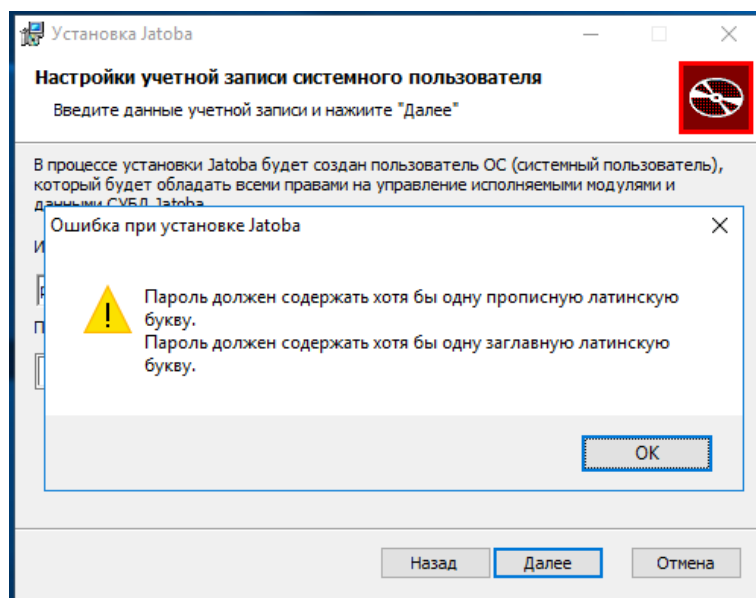 Установка Jatoba
Настройки учетной записи системного пользователя
Введите данные учетной записи и нажиите "Далее"
В процессе установки Jatoba будет создан пользователь ОС (системный пользователь),
который будет обладать всеми правами на управление исполняемыми модулями и
данными СУБД Jatoba
Ошибка при установке Jatoba
Пароль должен содержать хотя бы одну прописную латинскую
букву.
Пароль должен содержать хотя бы одну заглавную латинскую
букву.
OK
Назад
Далее
Отмена